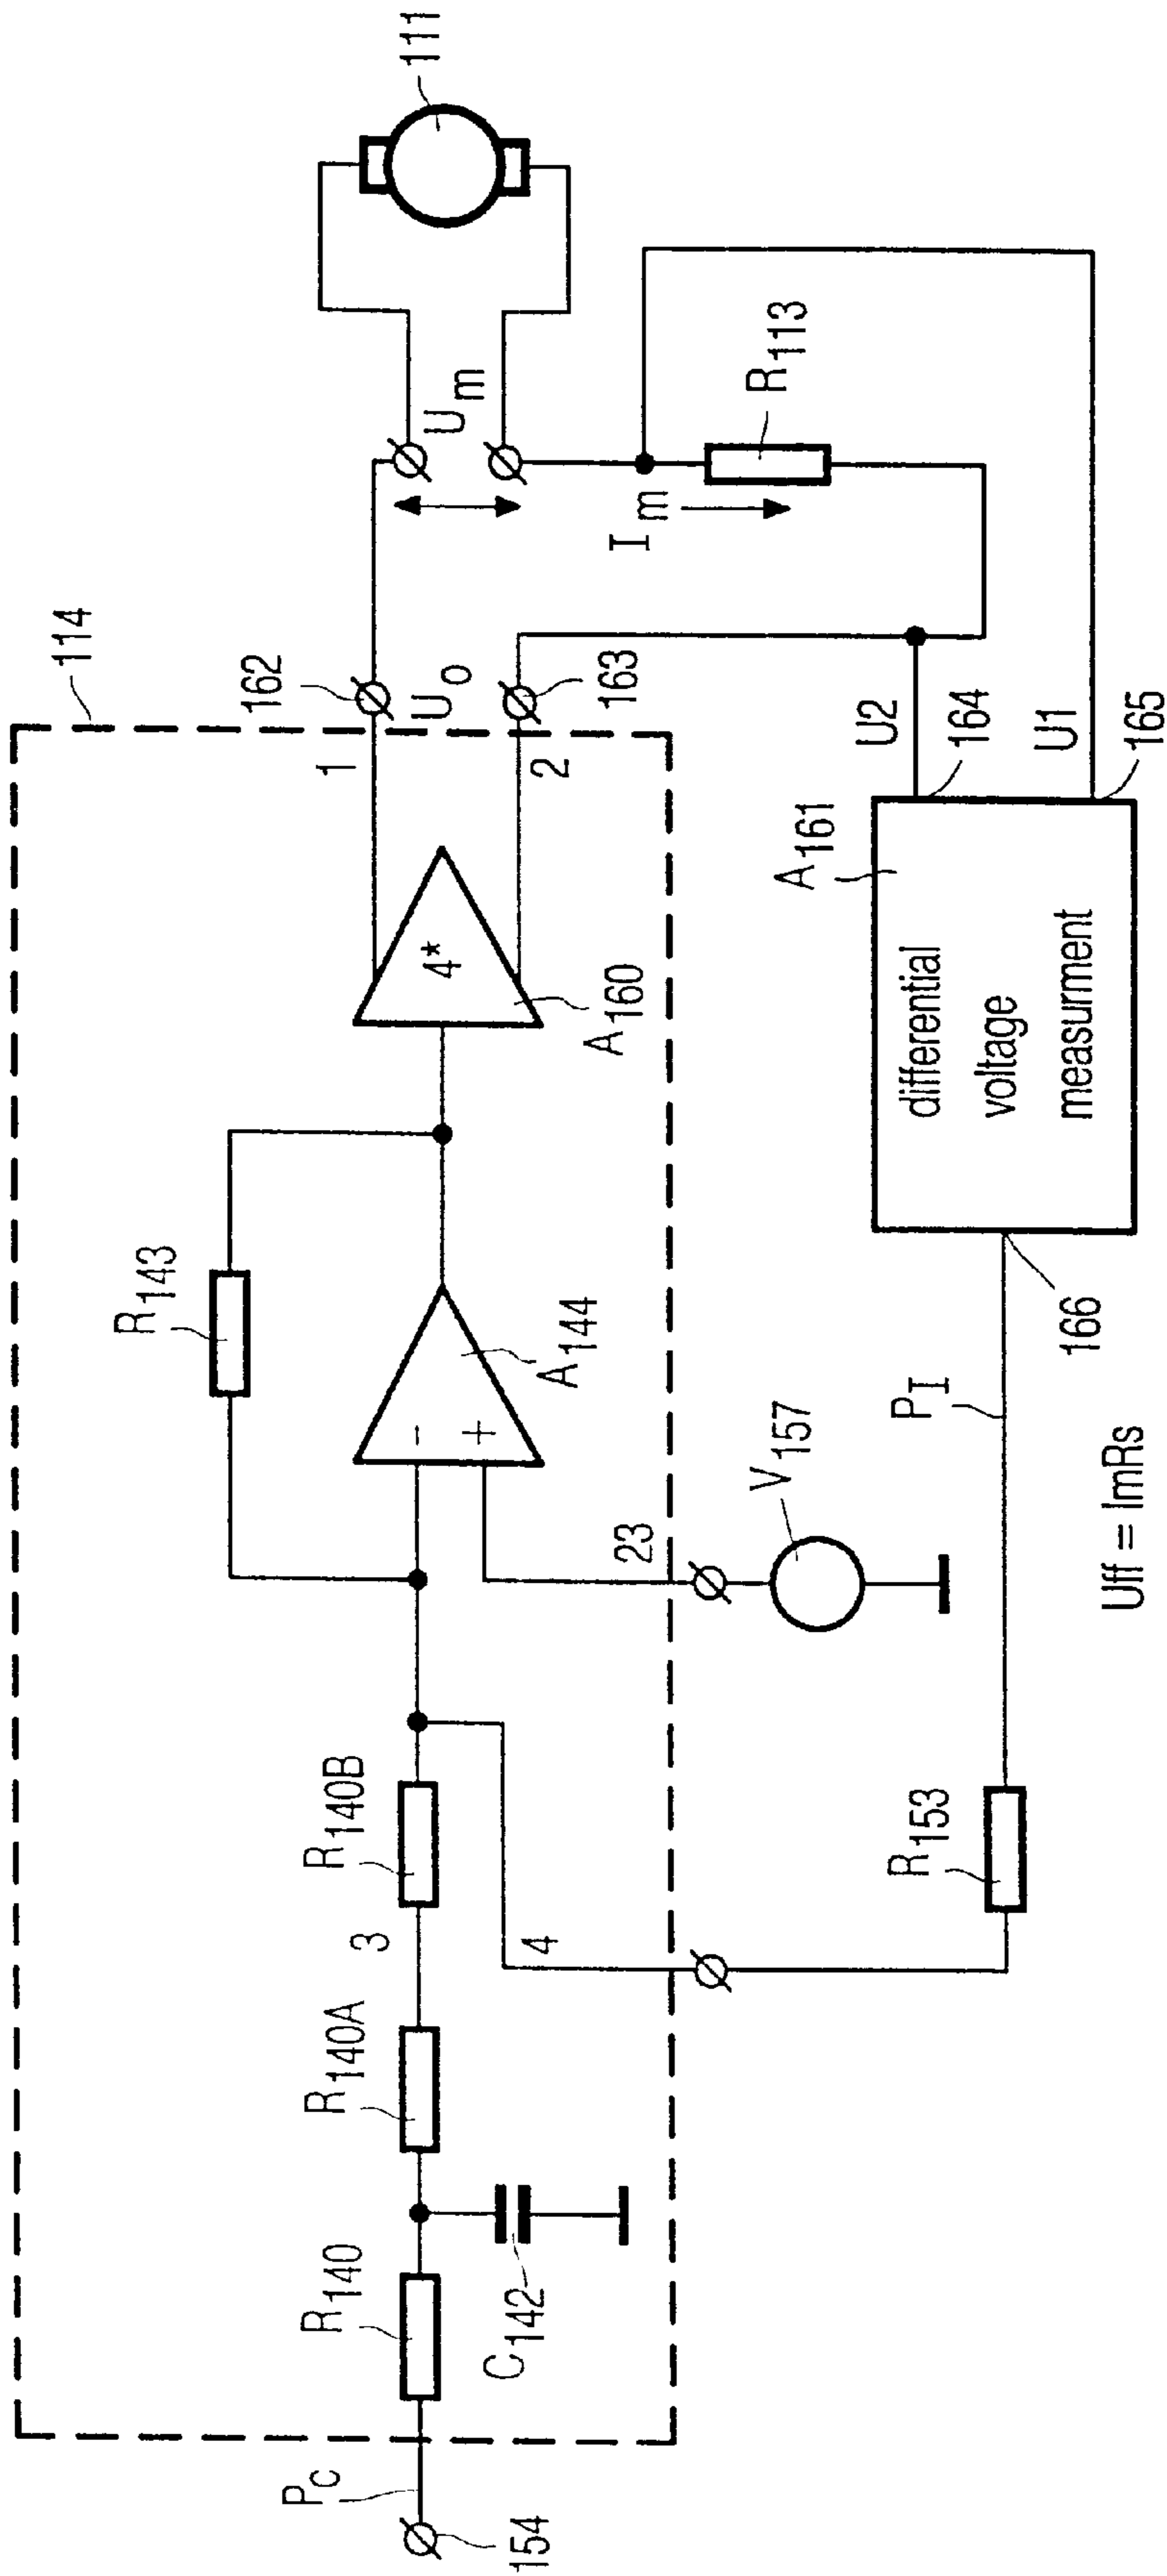 114
111
R143
162
1
Uo
Um
163
2
4*
A160
A144
-
+
R140B
3
R140A
R140
PC
154
C142
4
23
V157
Im
R113
U2
164
U1
165
A161
differential
voltage
measurment
166
PI
R153
Uff = ImRs